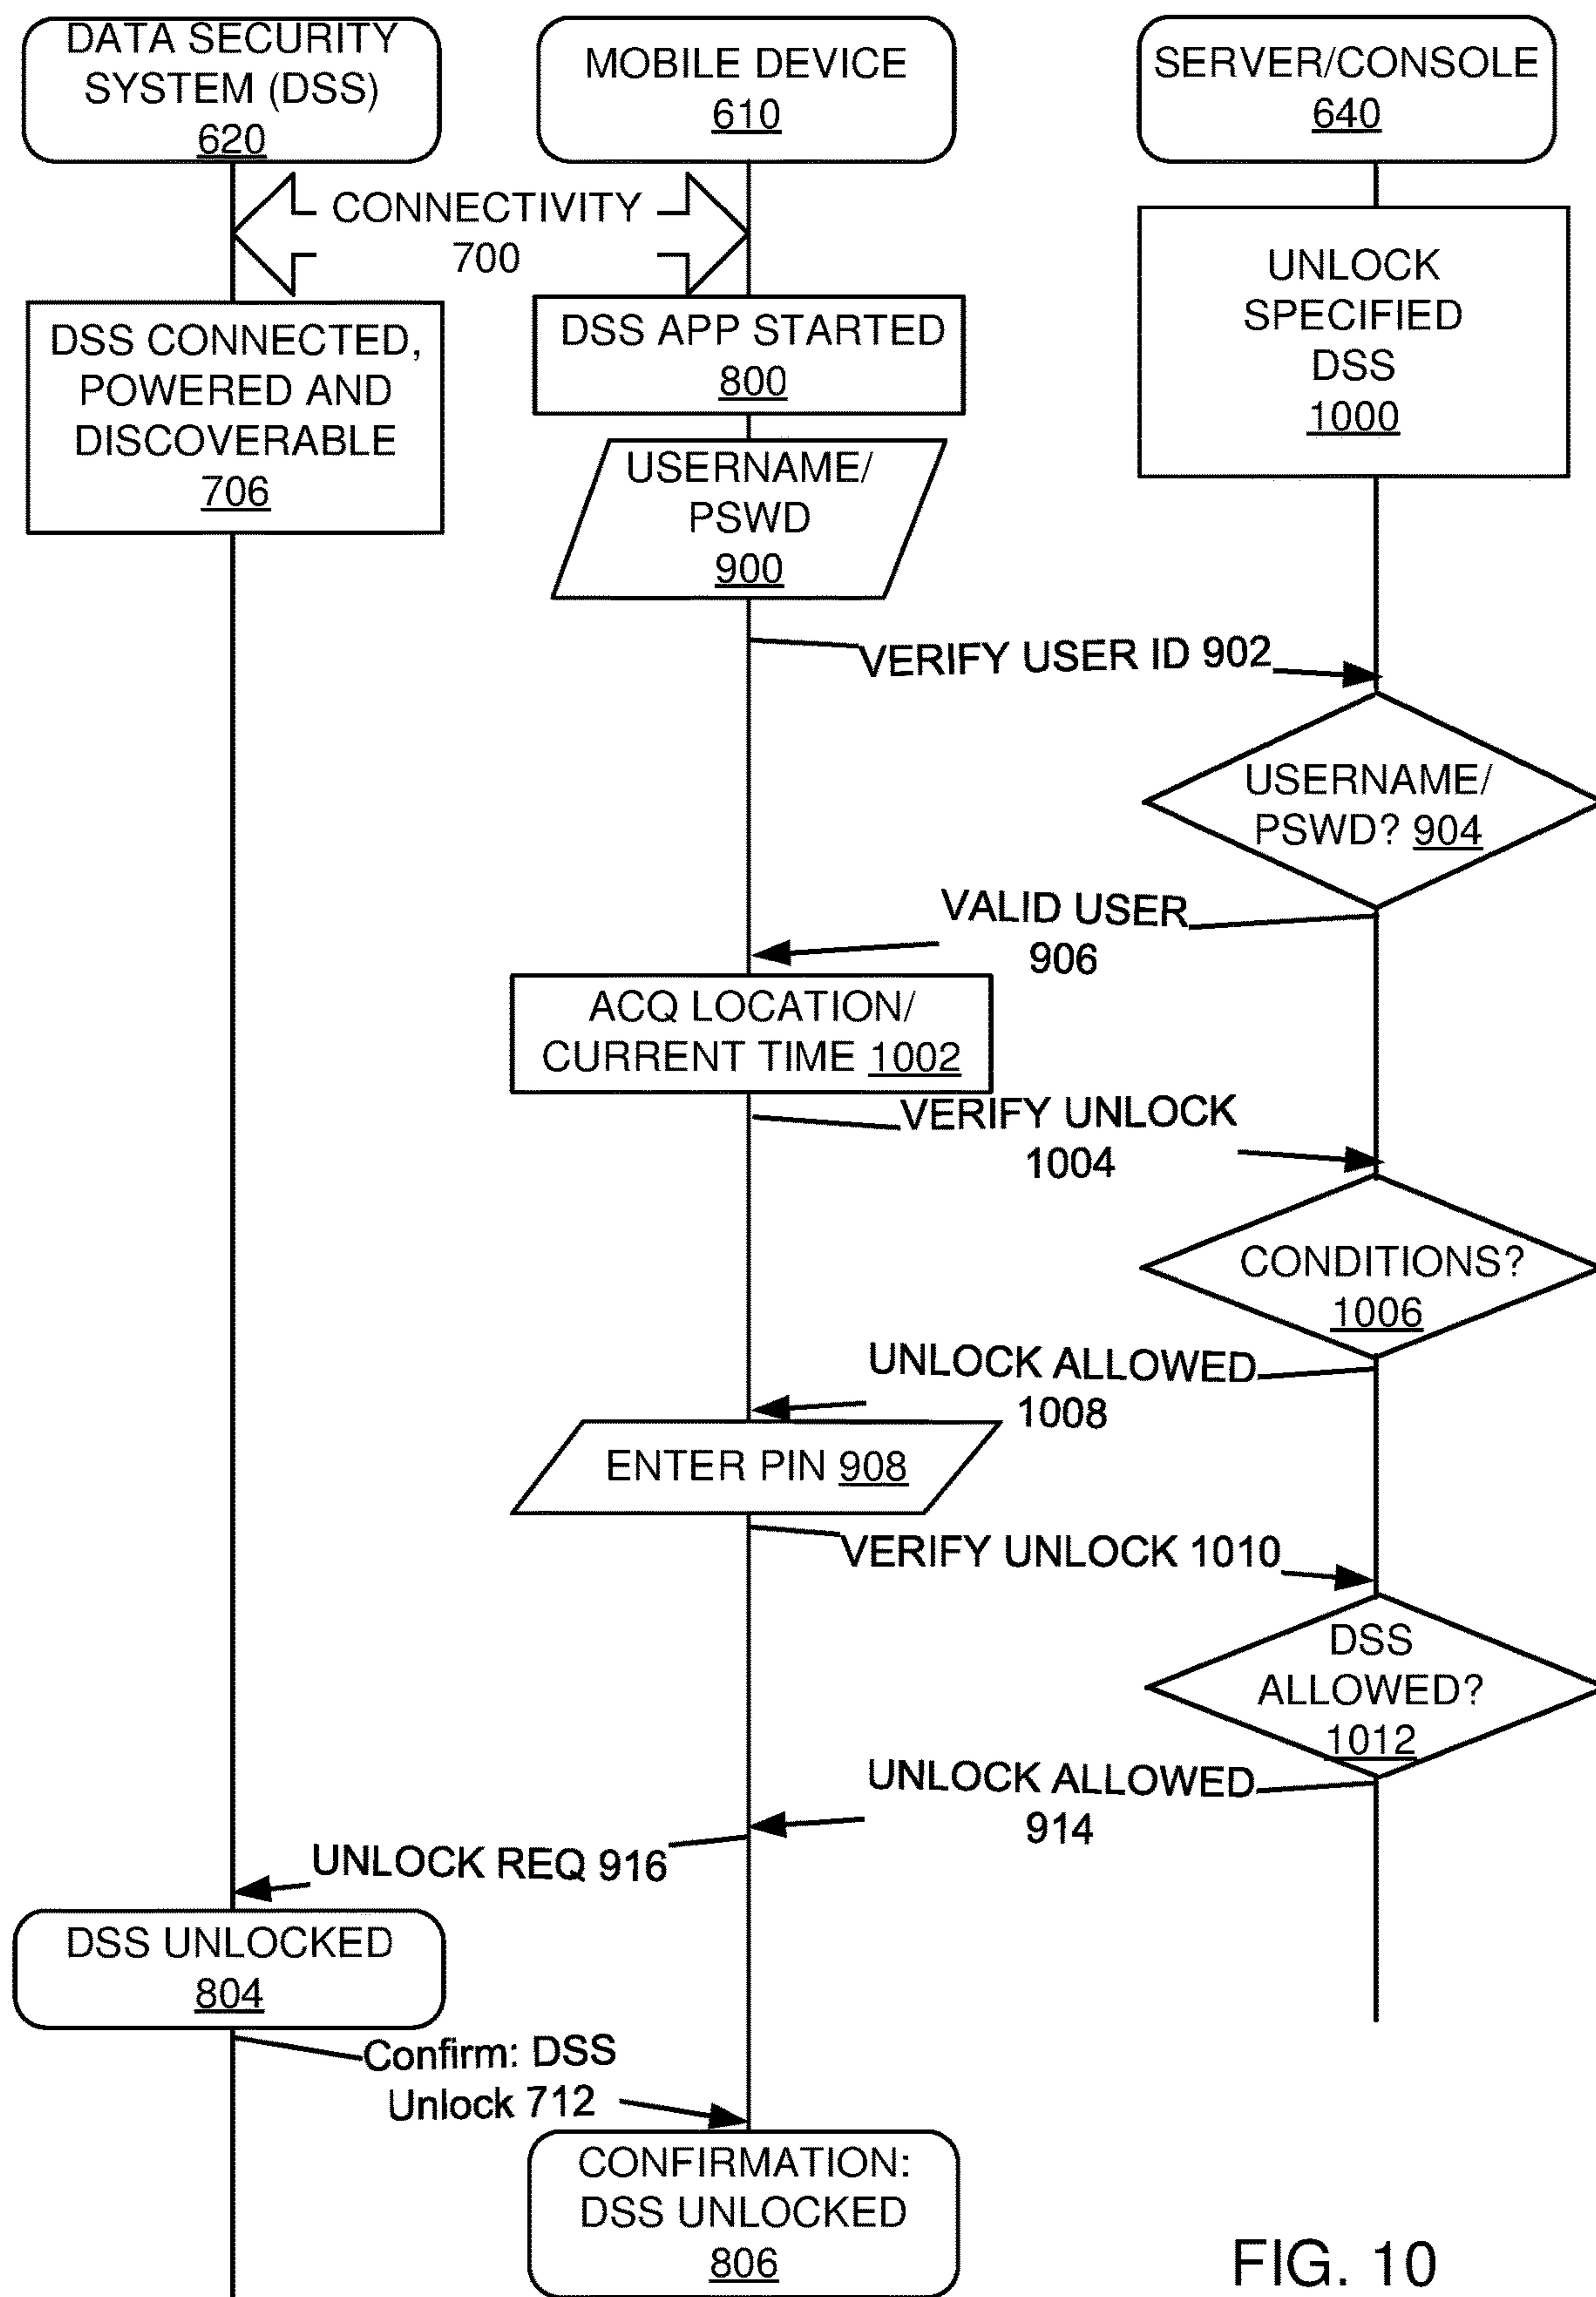 DATA SECURITY
SYSTEM (DSS)
620
MOBILE DEVICE
610
SERVER/CONSOLE
640
CONNECTIVITY
700
DSS CONNECTED,
POWERED AND
DISCOVERABLE
706
DSS APP STARTED
800
UNLOCK
SPECIFIED
DSS
1000
USERNAME/
PSWD
900
VERIFY USER ID 902
USERNAME/
PSWD? 904
VALID USER
906
ACQ LOCATION/
CURRENT TIME 1002
VERIFY UNLOCK
1004
CONDITIONS?
1006
UNLOCK ALLOWED
1008
ENTER PIN 908
VERIFY UNLOCK 1010
DSS
ALLOWED?
1012
UNLOCK ALLOWED
914
UNLOCK REQ 916
DSS UNLOCKED
804
Confirm: DSS
Unlock 712
CONFIRMATION:
DSS UNLOCKED
806
FIG. 10